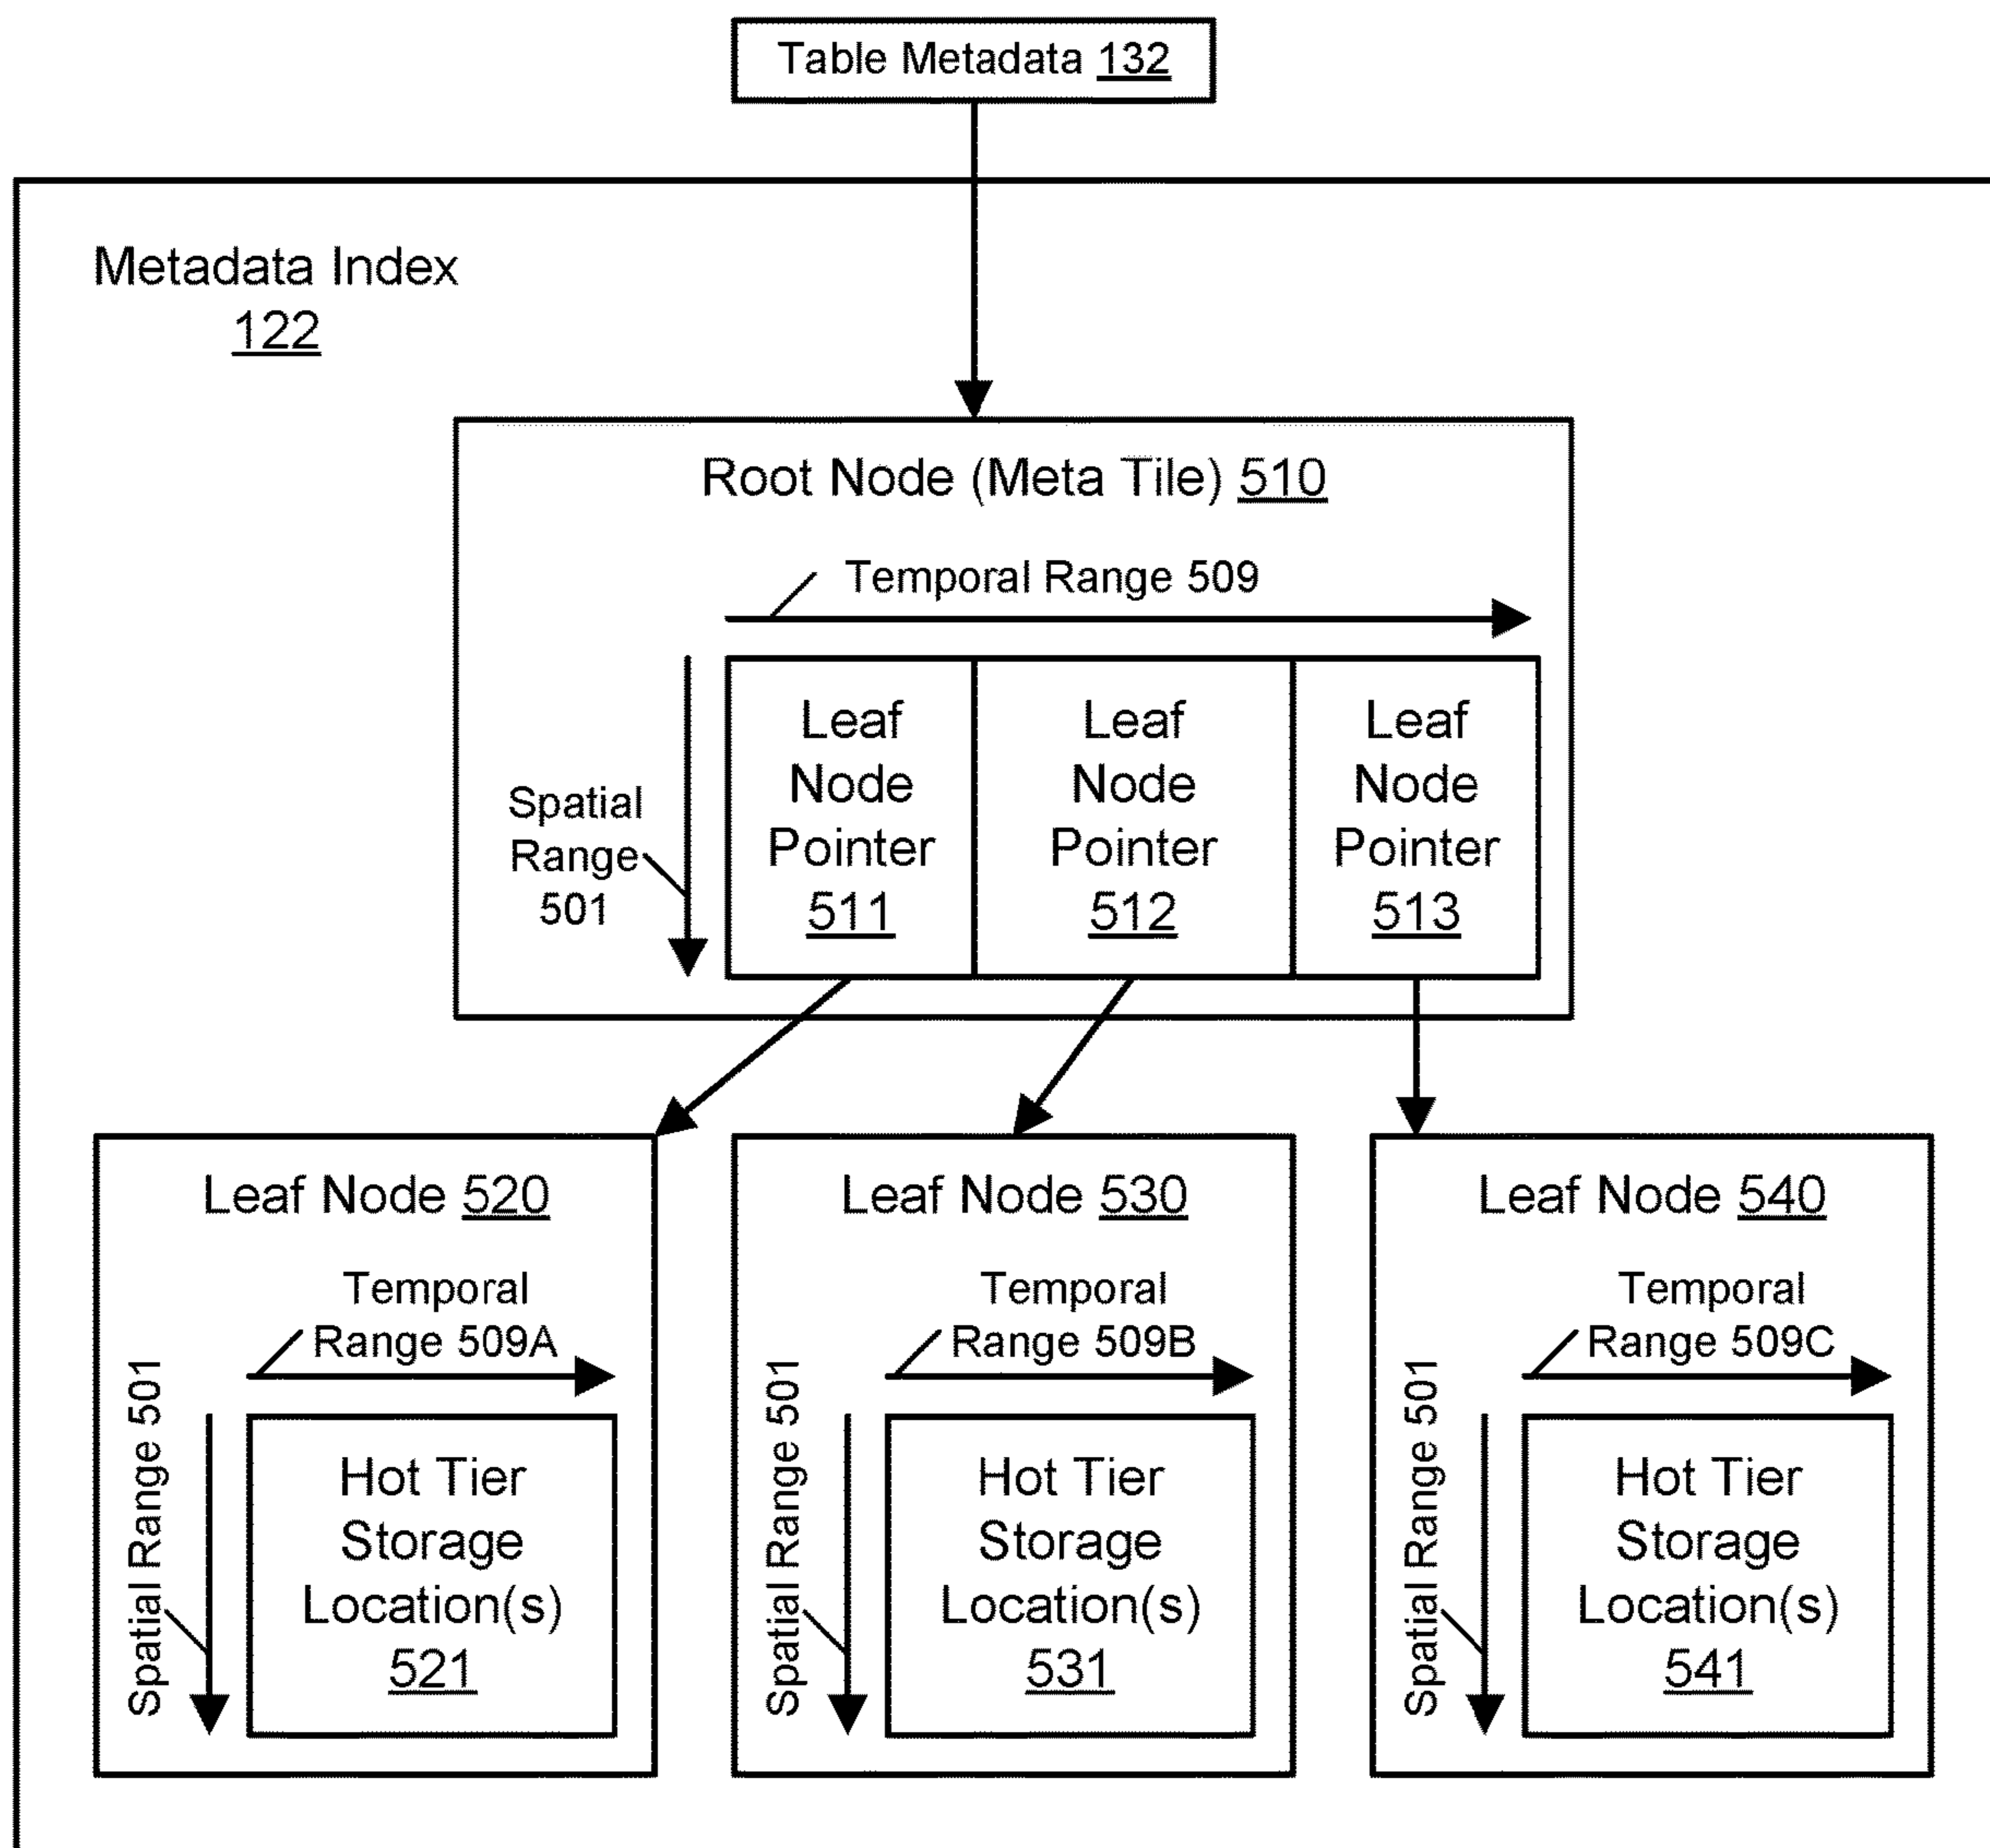 Table Metadata 132
Metadata Index
122
Root Node (Meta Tile) 510
Temporal Range 509
Spatial
Range
501
Leaf
Node
Pointer
511
Leaf
Node
Pointer
512
Leaf
Node
Pointer
513
Leaf Node 520
Temporal
Range 509A
Spatial Range 501
Hot Tier
Storage
Location(s)
521
Leaf Node 530
Temporal
Range 509B
Spatial Range 501
Hot Tier
Storage
Location(s)
531
Leaf Node 540
Temporal
Range 509C
Spatial Range 501
Hot Tier
Storage
Location(s)
541